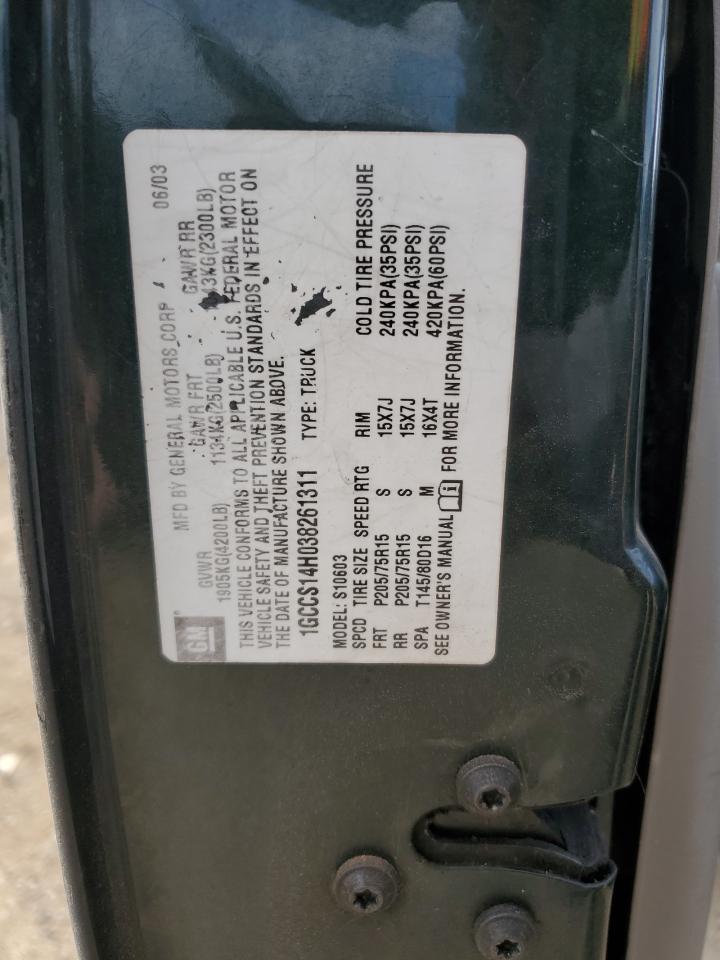 GM
MFD BY GENERAL MOTORS CORP 06/03
GVWR GAWR FRT GAWR RR
1905KG(4200LB) 1134KG(2500LB) 43KG(2300LB)
THIS VEHICLE CONFORMS TO ALL APPLICABLE U.S. FEDERAL MOTOR
VEHICLE SAFETY AND THEFT PREVENTION STANDARDS IN EFFECT ON
THE DATE OF MANUFACTURE SHOWN ABOVE.
1GCCS14H038261311 TYPE: TRUCK
MODEL: S10603
SPCD TIRE SIZE SPEED RTG RIM COLD TIRE PRESSURE
FRT P205/75R15 S 15X7J 240KPA(35PSI)
RR P205/75R15 S 15X7J 240KPA(35PSI)
SPA T145/80D16 M 16X4T 420KPA(60PSI)
SEE OWNER'S MANUAL FOR MORE INFORMATION.